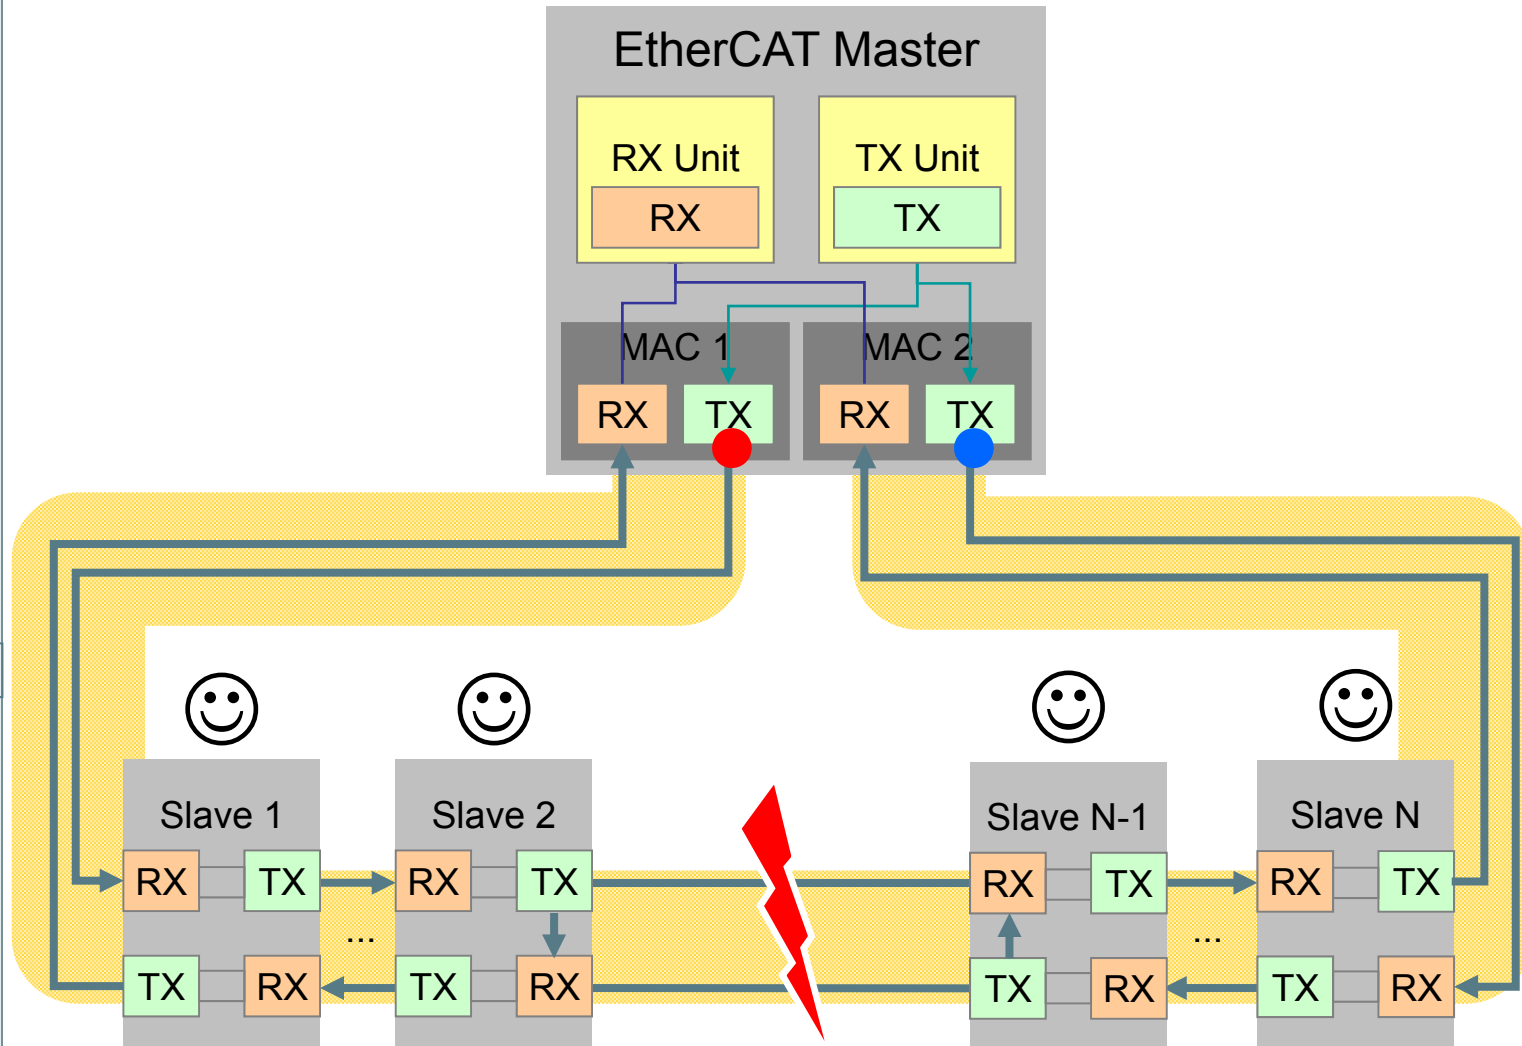 EtherCAT Master
RX Unit
TX Unit
RX
TX
MAC 1
MAC 2
RX
TX
RX
TX
Slave 1
Slave 2
Slave N-1
Slave N
RX
TX
RX
TX
RX
TX
RX
TX
...
...
TX
RX
TX
RX
TX
RX
TX
RX